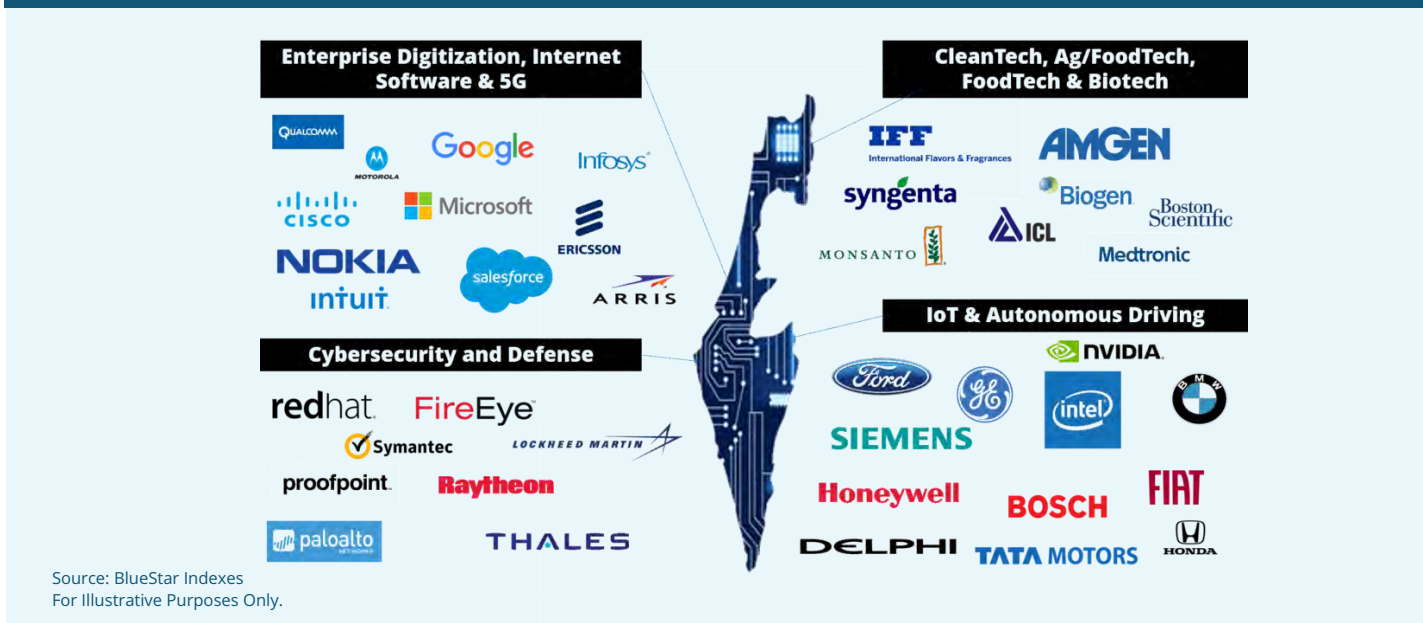 Enterprise Digitization, Internet
Software & 5G
QUALCOMM
MOTOROLA
Google
Infosys®
CISCO
Microsoft
ERICSSON
NOKIA
salesforce
intuit
ARRIS
Cybersecurity and Defense
redhat.
FireEye™
Symantec
LOCKHEED MARTIN
proofpoint.
Raytheon
paloalto
NETWORKS
THALES
CleanTech, Ag/FoodTech,
FoodTech & Biotech
IFF
International Flavors & Fragrances
AMGEN
syngenta
Biogen
Boston
Scientific
ICL
MONSANTO
Medtronic
IoT & Autonomous Driving
NVIDIA.
Ford
GE
intel
BMW
SIEMENS
Honeywell
BOSCH
FIAT
DELPHI
TATA MOTORS
HONDA
Source: BlueStar Indexes
For Illustrative Purposes Only.